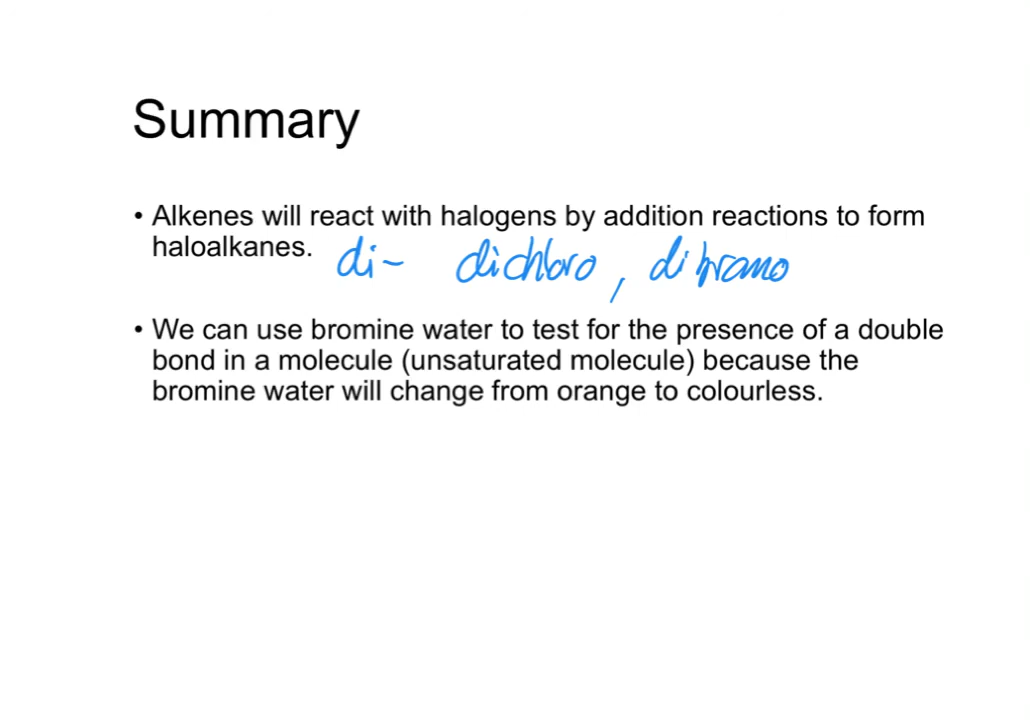 Summary
• Alkenes will react with halogens by addition reactions to form
haloalkanes.
di- dichloro, dibromo
• We can use bromine water to test for the presence of a double
bond in a molecule (unsaturated molecule) because the
bromine water will change from orange to colourless.